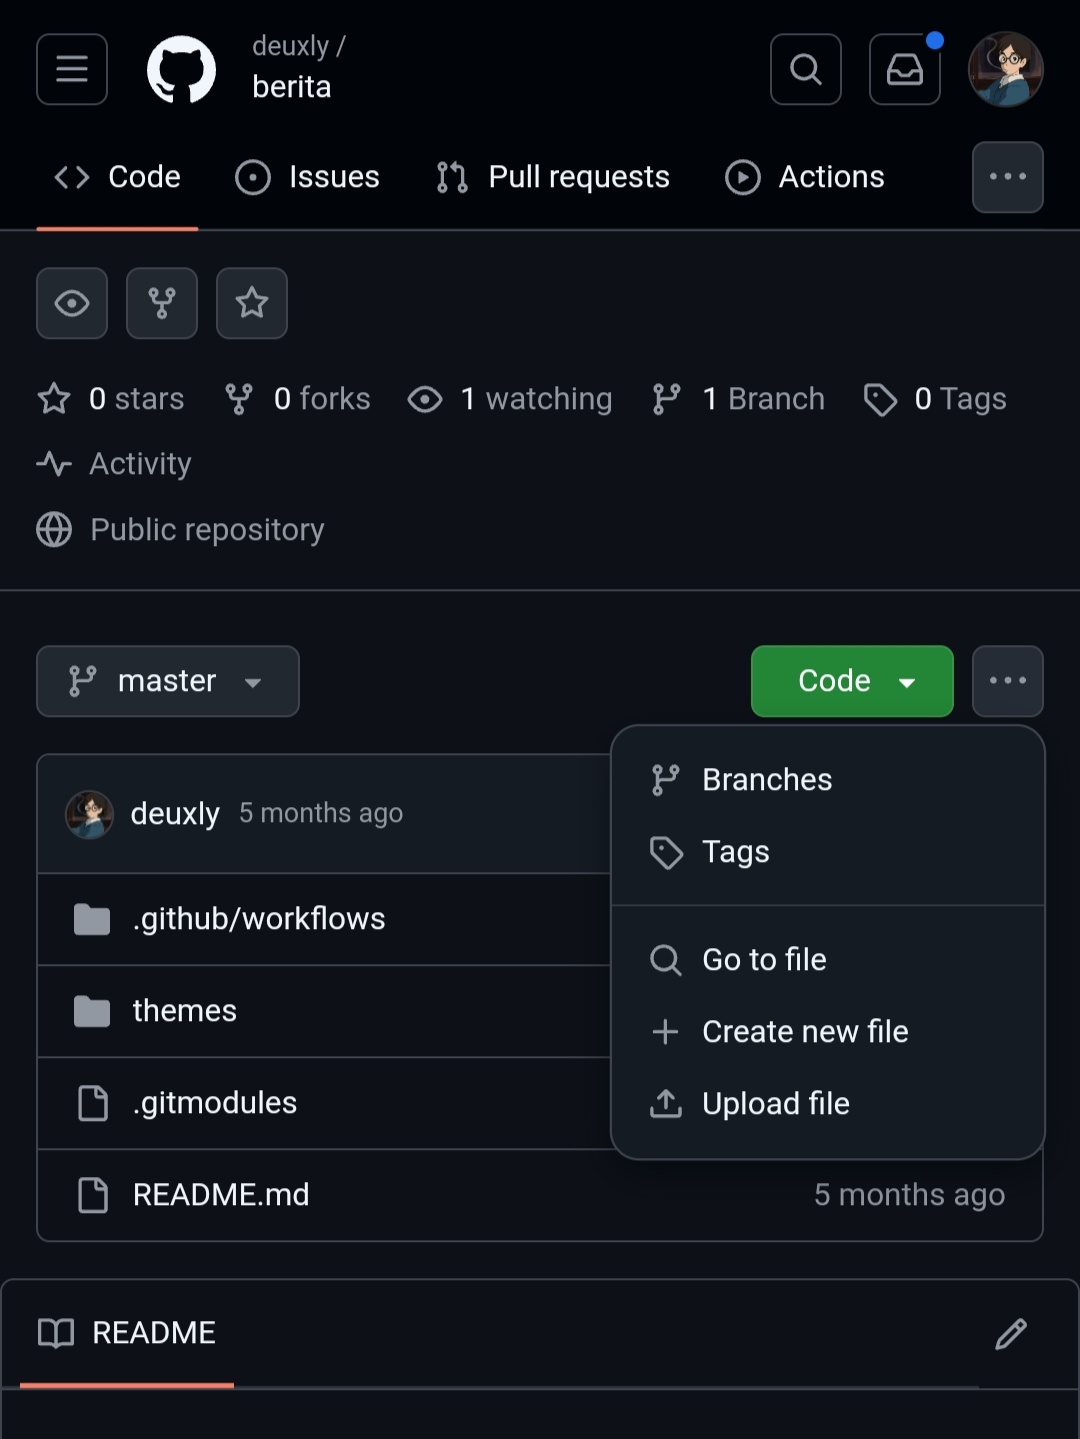 deuxly /
berita
Code Issues Pull requests Actions
0 stars 0 forks 1 watching 1 Branch 0 Tags
Activity
Public repository
master Code
Branches
Tags
deuxly 5 months ago
.github/workflows
Go to file
themes
Create new file
.gitmodules
Upload file
README.md 5 months ago
README